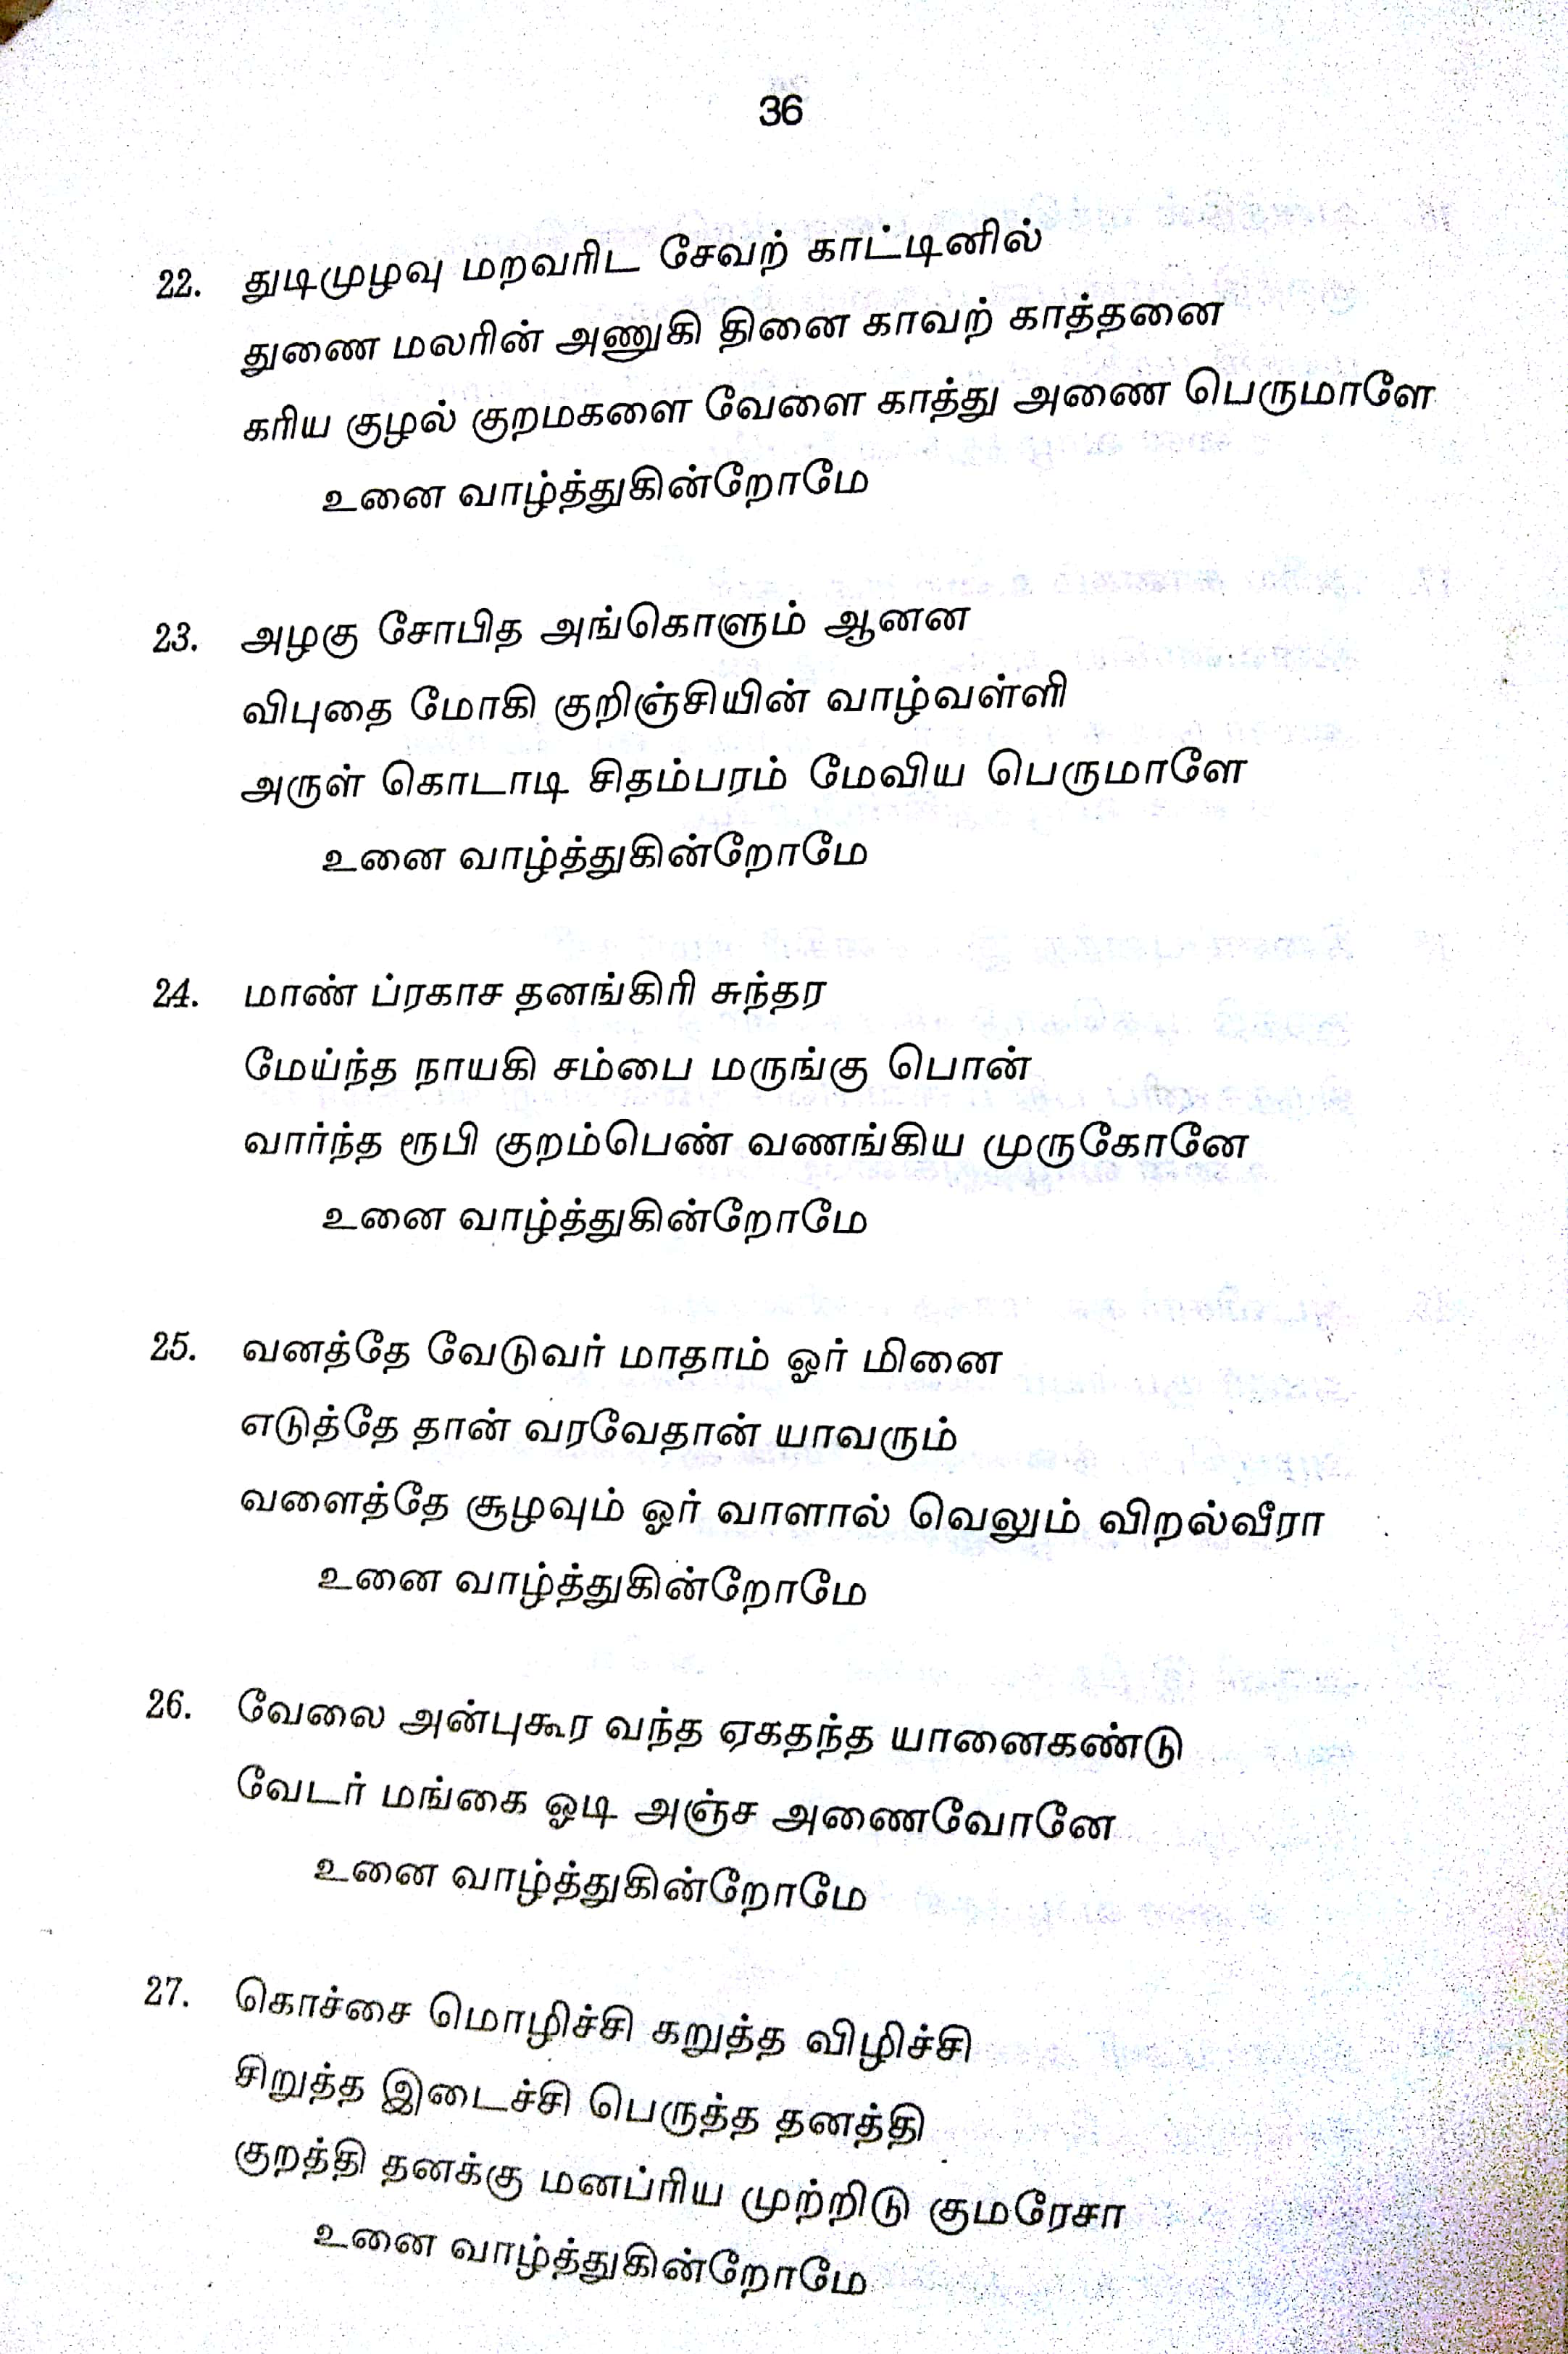 36
22. துடிமுழவு மறவரிட சேவற் காட்டினில்
துணை மலரின் அணுகி தினை காவற் காத்தனை
கரிய குழல் குறமகளை வேளை காத்து அணை பெருமாளே
உனை வாழ்த்துகின்றோமே
23. அழகு சோபித அங்கொளும் ஆனன
விபுதை மோகி குறிஞ்சியின் வாழ்வள்ளி
அருள் கொடாடி சிதம்பரம் மேவிய பெருமாளே
உனை வாழ்த்துகின்றோமே
24. மாண் ப்ரகாச தனங்கிரி சுந்தர
மேய்ந்த நாயகி சம்பை மருங்கு பொன்
வார்ந்த ரூபி குறம்பெண் வணங்கிய முருகோனே
உனை வாழ்த்துகின்றோமே
25. வனத்தே வேடுவர் மாதாம் ஓர் மினை
எடுத்தே தான் வரவேதான் யாவரும்
வளைத்தே சூழவும் ஓர் வாளால் வெலும் விறல்வீரா
உனை வாழ்த்துகின்றோமே
26. வேலை அன்புகூர வந்த ஏகதந்த யானைகண்டு
வேடர் மங்கை ஓடி அஞ்ச அணைவோனே
உனை வாழ்த்துகின்றோமே
27. கொச்சை மொழிச்சி கறுத்த விழிச்சி
சிறுத்த இடைச்சி பெருத்த தனத்தி
குறத்தி தனக்கு மனப்ரிய முற்றிடு குமரேசா
உனை வாழ்த்துகின்றோமே